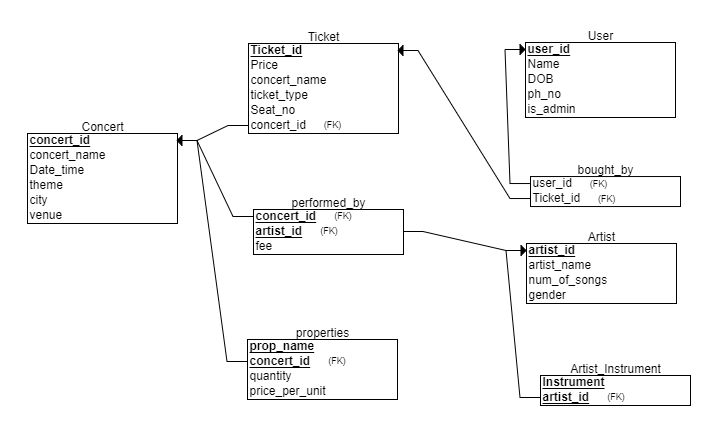 Ticket
Ticket_id
Price
concert_name
ticket_type
Seat_no
concert_id (FK)
User
user_id
Name
DOB
ph_no
is_admin
Concert
concert_id
concert_name
Date_time
theme
city
venue
bought_by
user_id (FK)
Ticket_id (FK)
performed_by
concert_id (FK)
artist_id (FK)
fee
Artist
artist_id
artist_name
num_of_songs
gender
properties
prop_name
concert_id (FK)
quantity
price_per_unit
Artist_Instrument
Instrument
artist_id (FK)